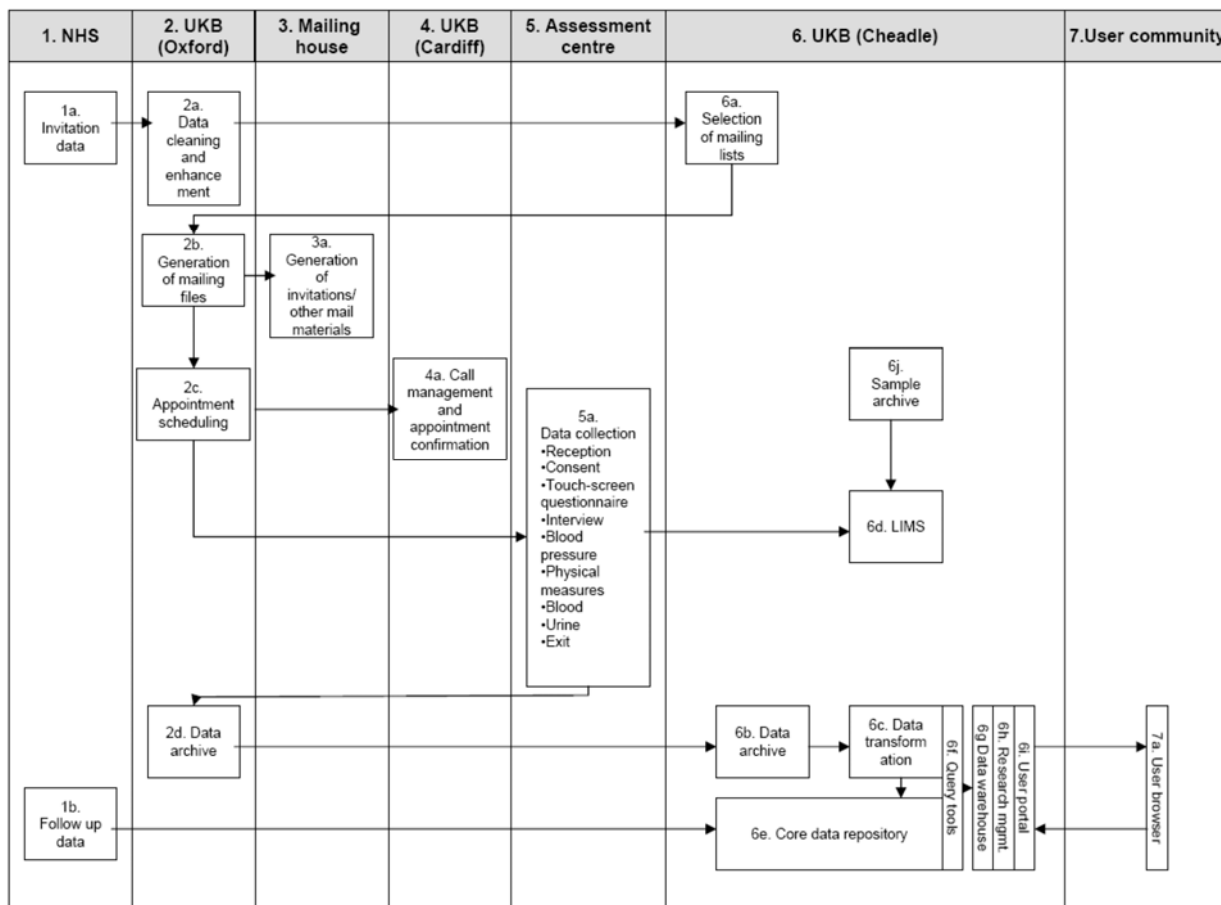 1. NHS
2. UKB
(Oxford)
3. Mailing
house
4. UKB
(Cardiff)
5. Assessment
centre
6. UKB (Cheadle)
7.User community
1a.
Invitation
data
2a.
Data
cleaning
and
enhance
ment
6a.
Selection
of mailing
lists
2b.
Generation
of mailing
files
3a.
Generation
of
invitations/
other mail
materials
2c.
Appointment
scheduling
4a. Call
management
and
appointment
confirmation
5a.
Data collection
•Reception
•Consent
•Touch-screen
questionnaire
•Interview
•Blood
pressure
•Physical
measures
•Blood
•Urine
•Exit
6j.
Sample
archive
6d. LIMS
2d. Data
archive
6b. Data
archive
6c. Data
transform
ation
6f. Query tools
6g Data warehouse
6h. Research mgmt.
6i. User portal
7a. User browser
1b.
Follow up
data
6e. Core data repository